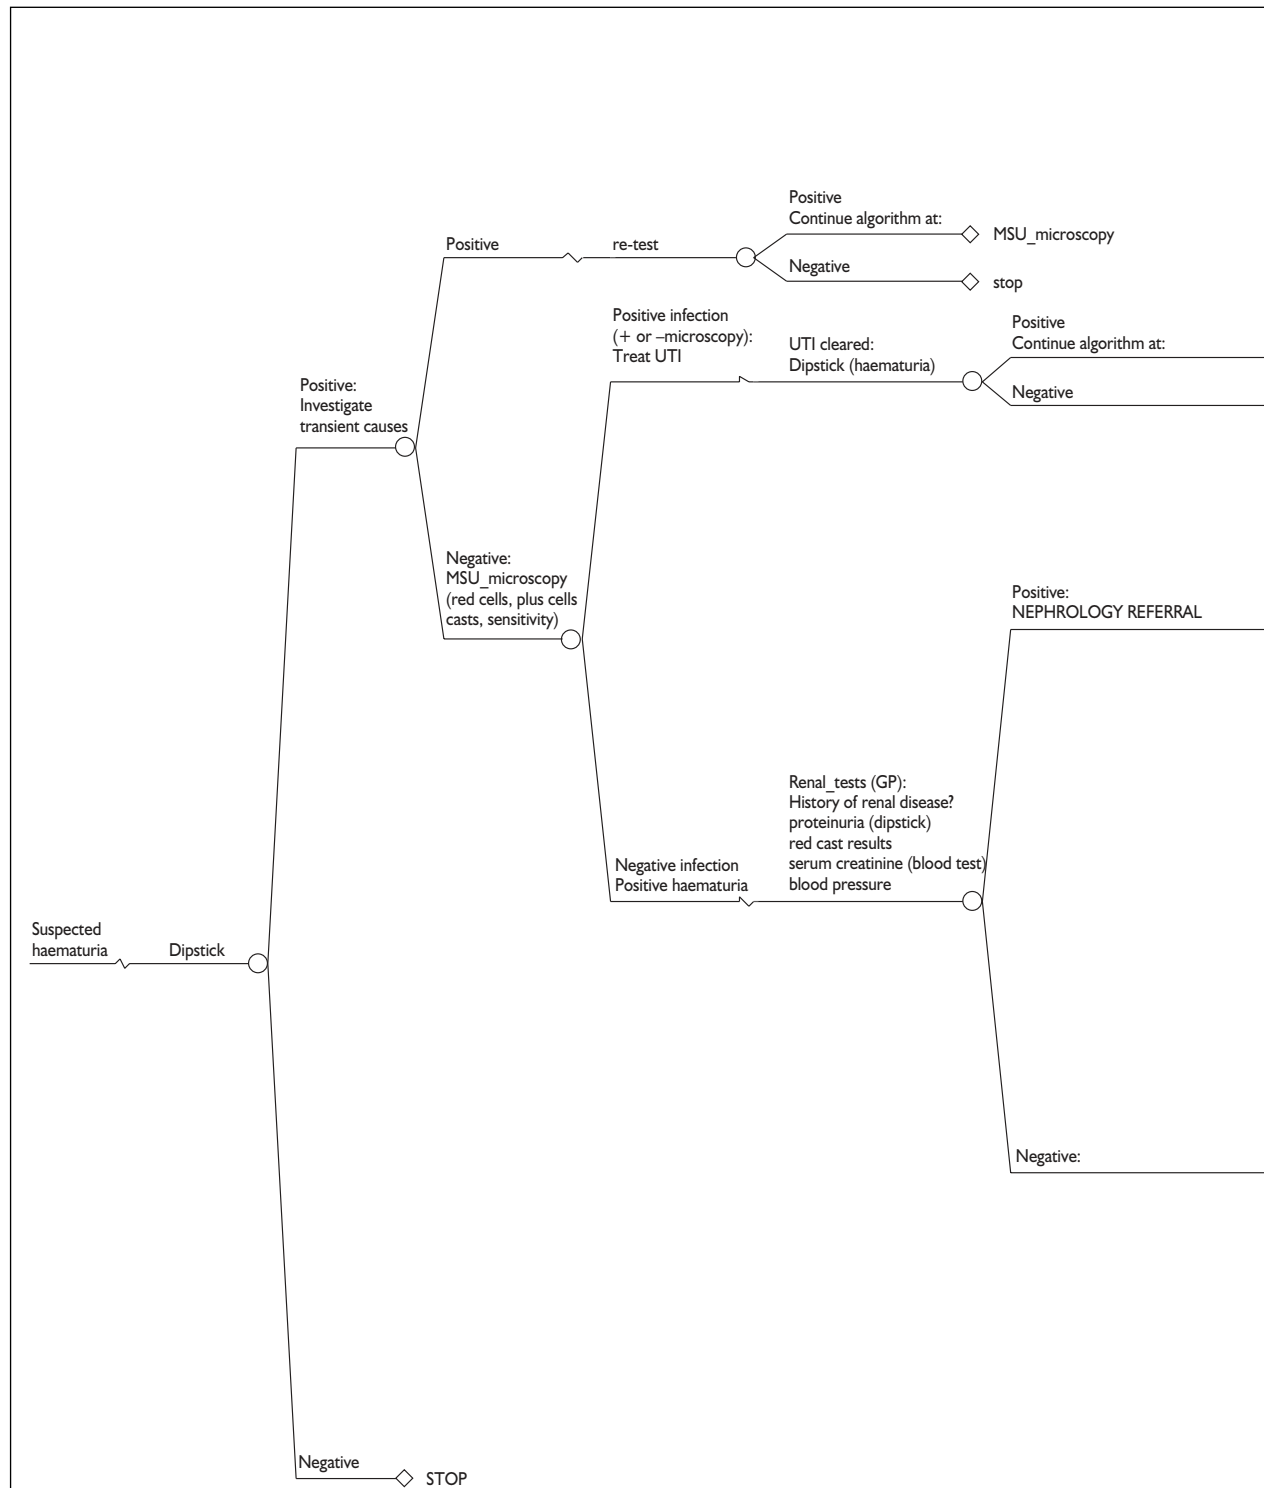 Positive
Continue algorithm at:
MSU_microscopy
Positive
re-test
Negative
stop
Positive infection
(+ or –microscopy):
Treat UTI
UTI cleared:
Dipstick (haematuria)
Positive
Continue algorithm at:
Negative
Positive:
Investigate
transient causes
Negative:
MSU_microscopy
(red cells, plus cells
casts, sensitivity)
Positive:
NEPHROLOGY REFERRAL
Renal_tests (GP):
History of renal disease?
proteinuria (dipstick)
red cast results
serum creatinine (blood test)
blood pressure
Negative infection
Positive haematuria
Suspected
haematuria
Dipstick
Negative:
Negative
STOP